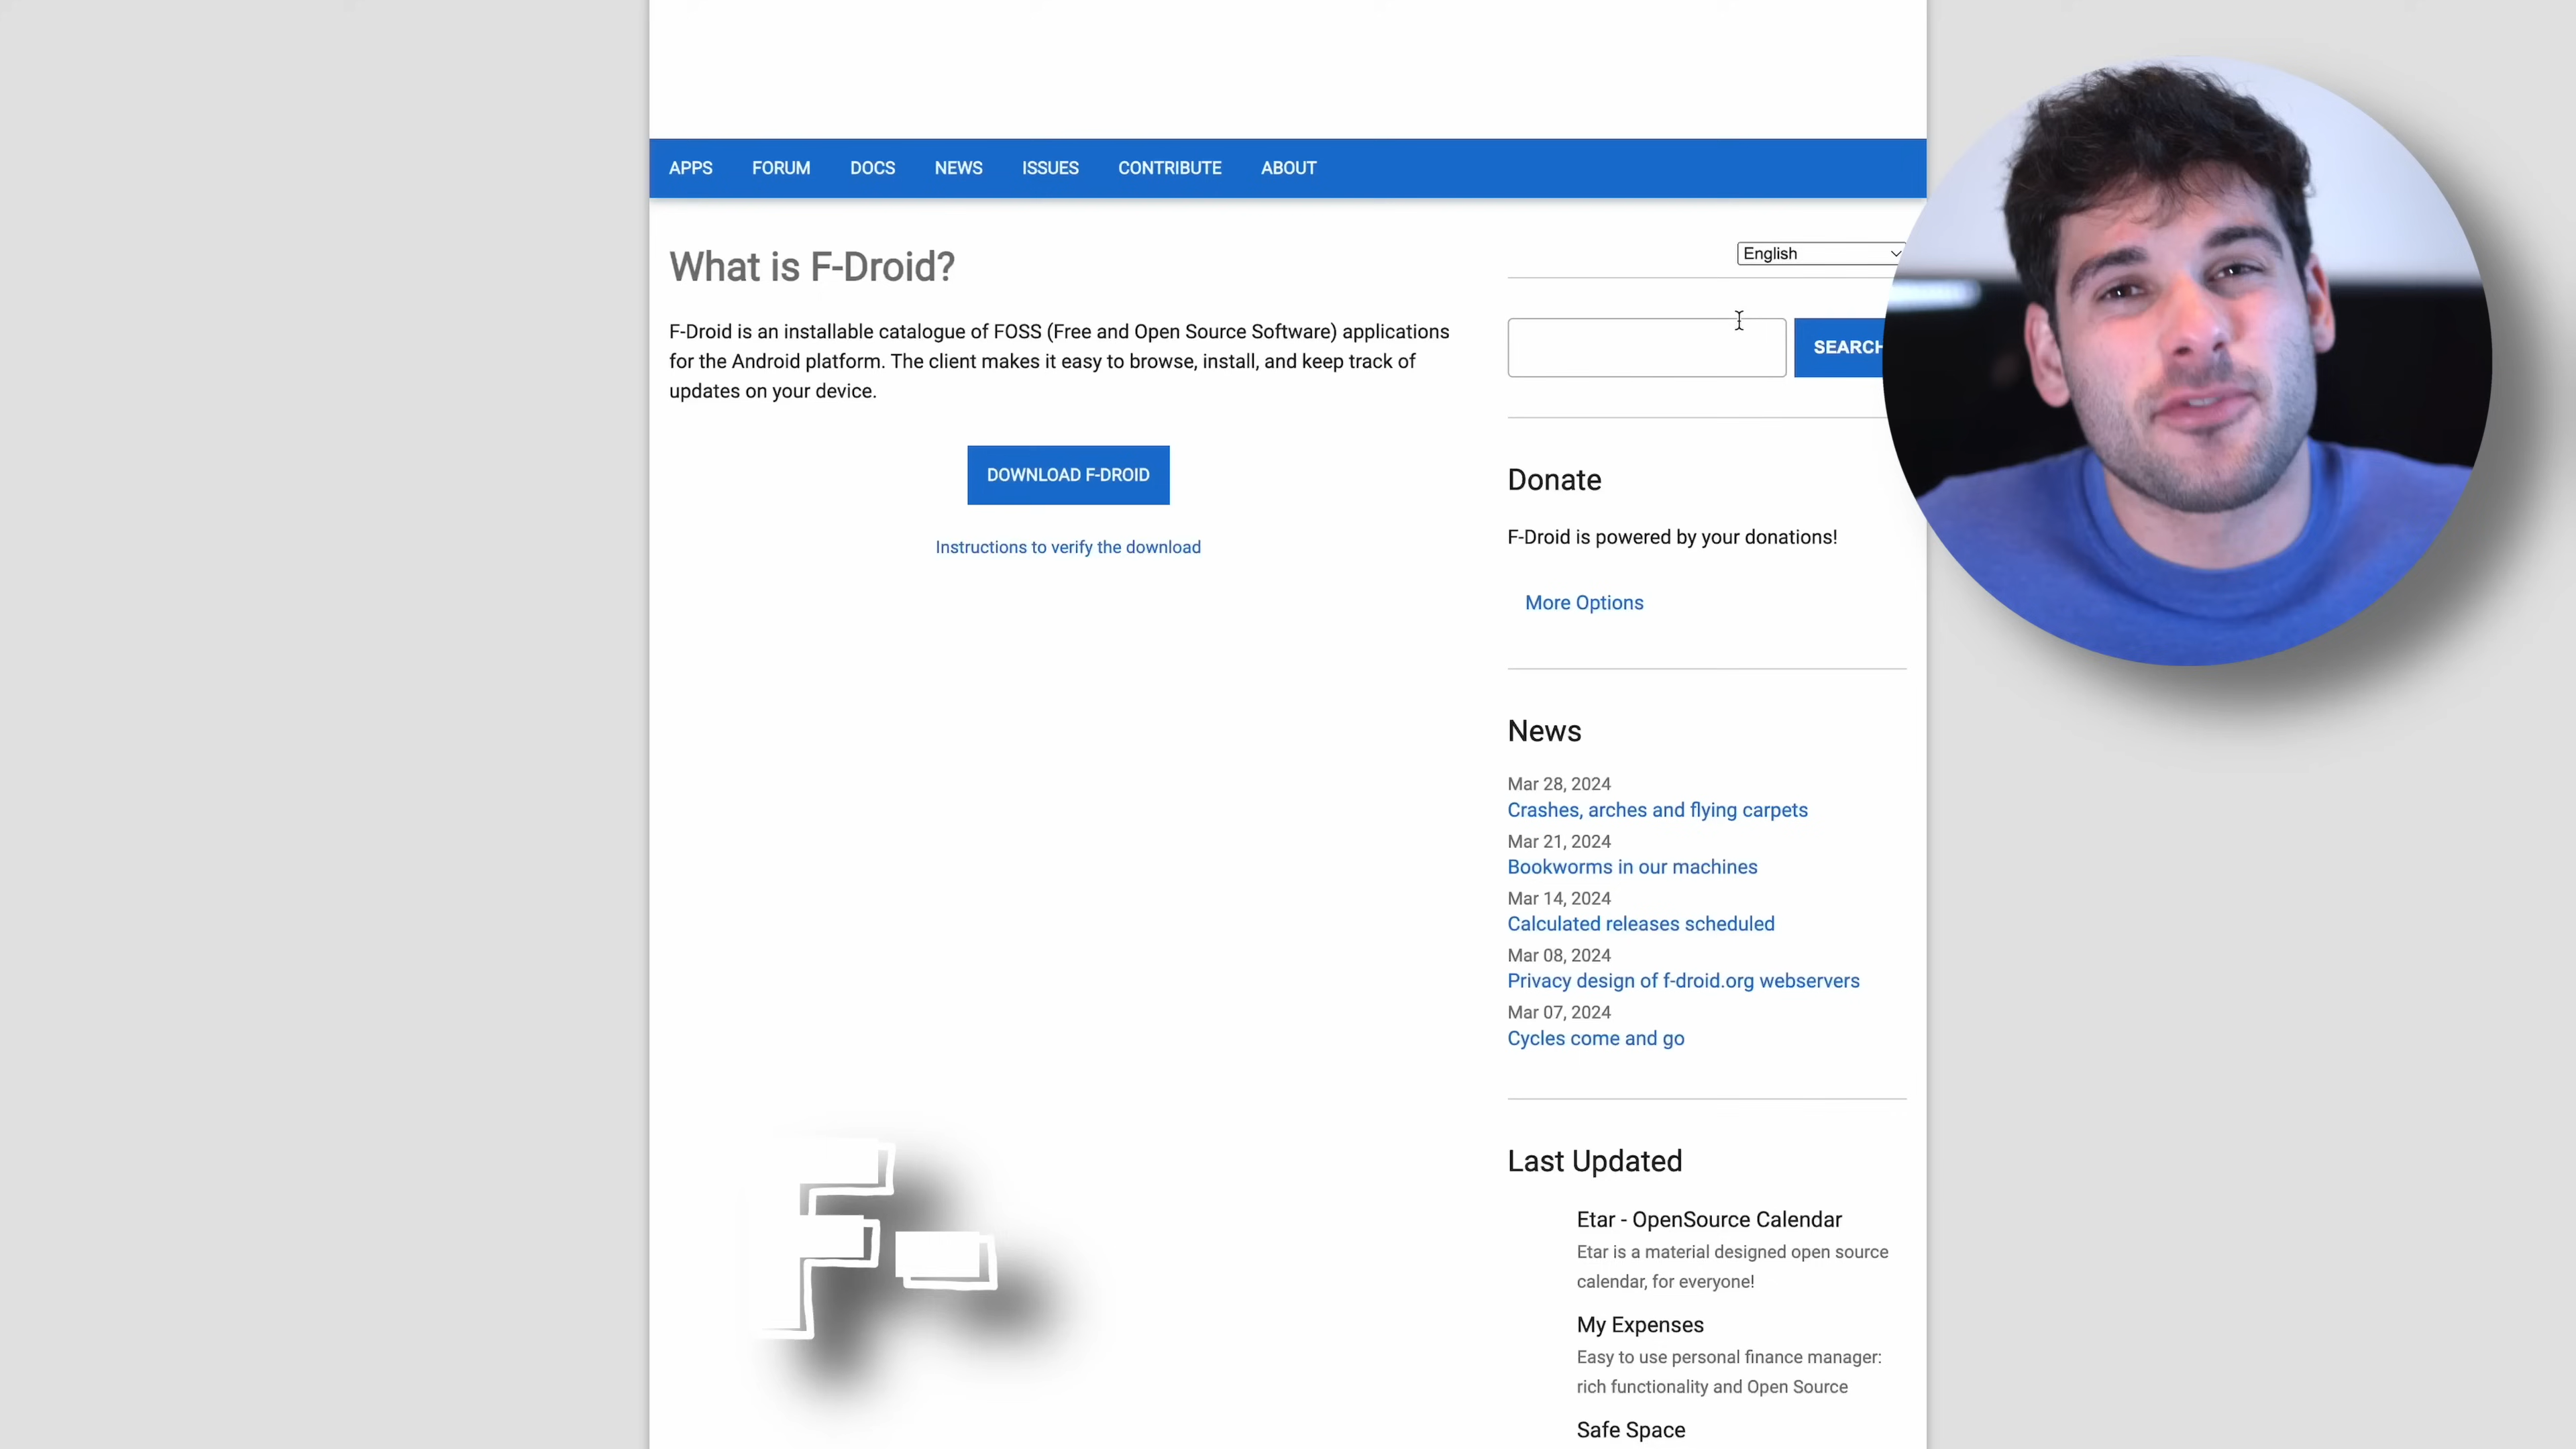 APPS FORUM DOCS NEWS ISSUES CONTRIBUTE ABOUT
What is F-Droid?
F-Droid is an installable catalogue of FOSS (Free and Open Source Software) applications
for the Android platform. The client makes it easy to browse, install, and keep track of
updates on your device.
DOWNLOAD F-DROID
Instructions to verify the download
English
SEARCH
Donate
F-Droid is powered by your donations!
More Options
News
Mar 28, 2024
Crashes, arches and flying carpets
Mar 21, 2024
Bookworms in our machines
Mar 14, 2024
Calculated releases scheduled
Mar 08, 2024
Privacy design of f-droid.org webservers
Mar 07, 2024
Cycles come and go
Last Updated
Etar - OpenSource Calendar
Etar is a material designed open source
calendar, for everyone!
My Expenses
Easy to use personal finance manager:
rich functionality and Open Source
Safe Space
F-